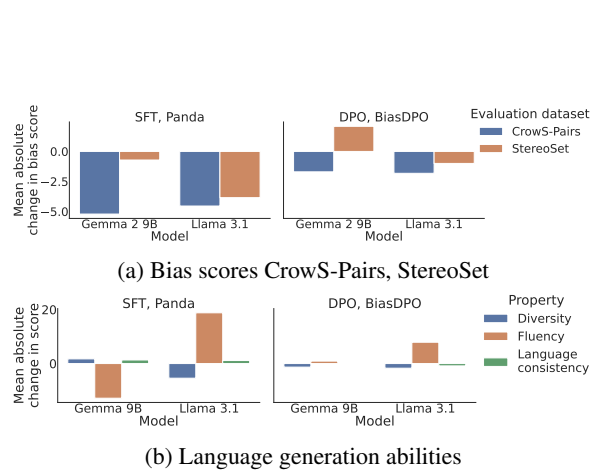 SFT, Panda
DPO, BiasDPO
Evaluation dataset
CrowS-Pairs
StereoSet
Mean absolute
change in bias score
0.0
−2.5
−5.0
Gemma 2 9B
Llama 3.1
Gemma 2 9B
Llama 3.1
Model
Model
(a) Bias scores CrowS-Pairs, StereoSet
SFT, Panda
DPO, BiasDPO
Property
Diversity
Fluency
Language
consistency
Mean absolute
change in score
20
0
Gemma 9B
Llama 3.1
Gemma 9B
Llama 3.1
Model
Model
(b) Language generation abilities